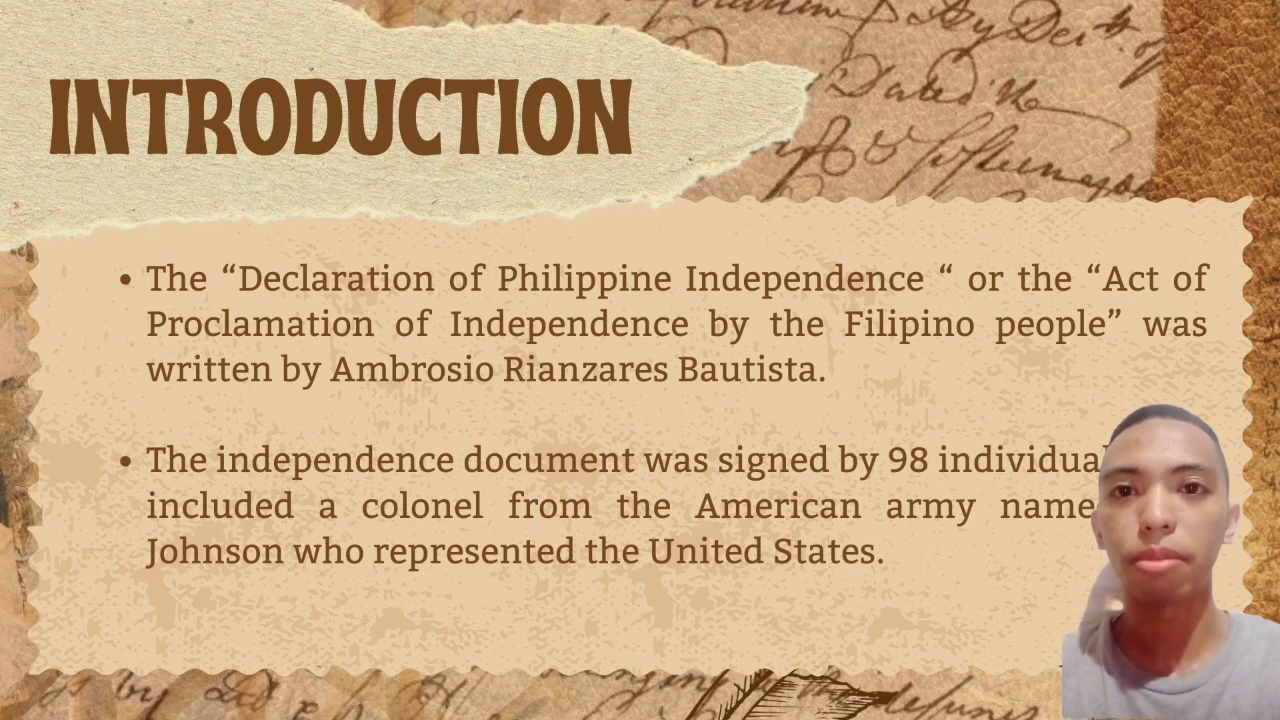 INTRODUCTION
Dated the
• The “Declaration of Philippine Independence “ or the “Act of
Proclamation of Independence by the Filipino people” was
written by Ambrosio Rianzares Bautista.
• The independence document was signed by 98 individual
included a colonel from the American army name
Johnson who represented the United States.